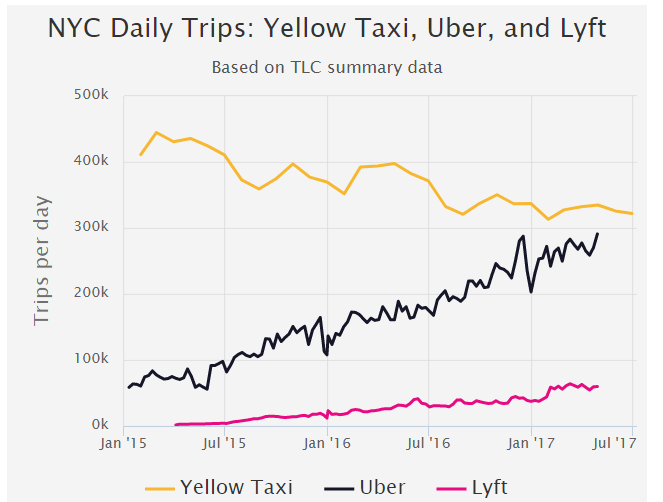 NYC Daily Trips: Yellow Taxi, Uber, and Lyft
Based on TLC summary data
Trips per day
500k
400k
300k
200k
100k
0k
Jan '15 Jul '15 Jan '16 Jul '16 Jan '17 Jul '17
Yellow Taxi Uber Lyft